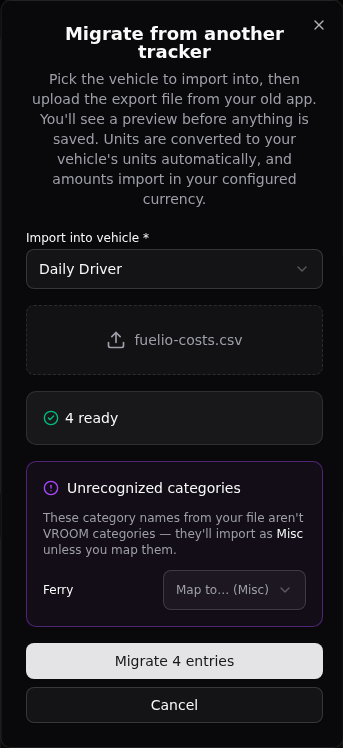 Migrate from another
tracker
Pick the vehicle to import into, then
upload the export file from your old app.
You'll see a preview before anything is
saved. Units are converted to your
vehicle's units automatically, and
amounts import in your configured
currency.
Import into vehicle *
Daily Driver
fuelio-costs.csv
4 ready
Unrecognized categories
These category names from your file aren't
VROOM categories — they'll import as Misc
unless you map them.
Ferry
Map to... (Misc)
Migrate 4 entries
Cancel